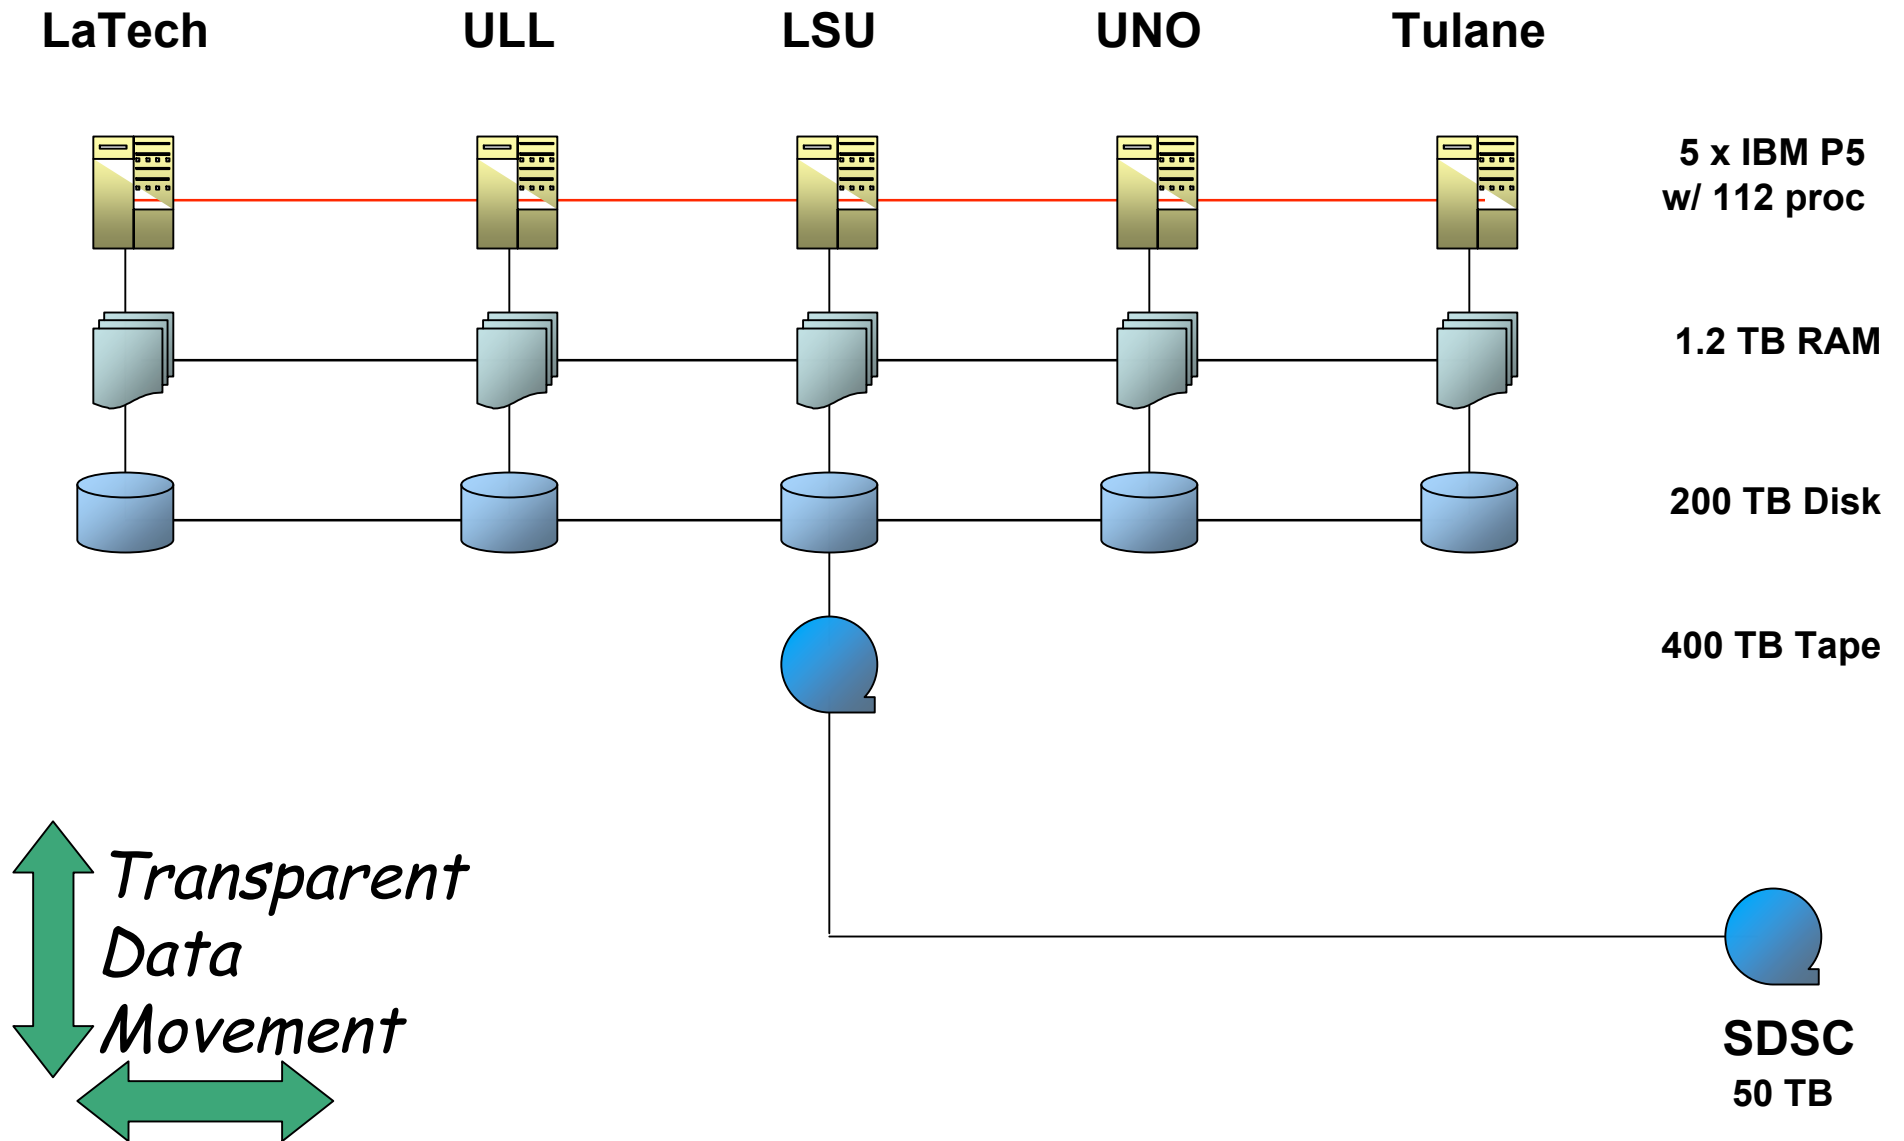 LaTech ULL LSU UNO Tulane
5 x IBM P5
w/ 112 proc
1.2 TB RAM
200 TB Disk
400 TB Tape
Transparent
Data
Movement
SDSC
50 TB